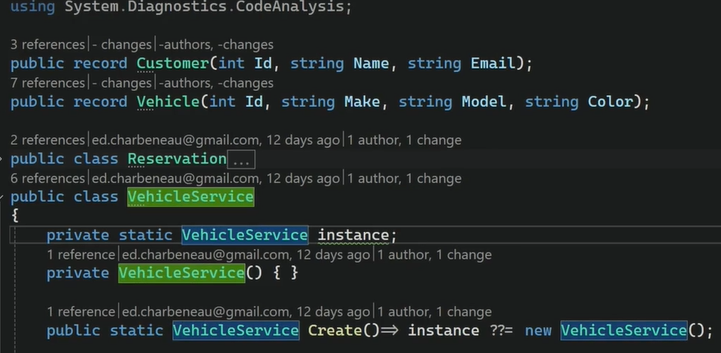 using System.Diagnostics.CodeAnalysis;
3 references | - changes | -authors, -changes
public record Customer(int Id, string Name, string Email);
7 references | - changes | -authors, -changes
public record Vehicle(int Id, string Make, string Model, string Color);
2 references | ed.charbeneau@gmail.com, 12 days ago | 1 author, 1 change
public class Reservation...
6 references | ed.charbeneau@gmail.com, 12 days ago | 1 author, 1 change
public class VehicleService
{
private static VehicleService instance;
1 reference | ed.charbeneau@gmail.com, 12 days ago | 1 author, 1 change
private VehicleService() { }
1 reference | ed.charbeneau@gmail.com, 12 days ago | 1 author, 1 change
public static VehicleService Create()=> instance ??= new VehicleService();